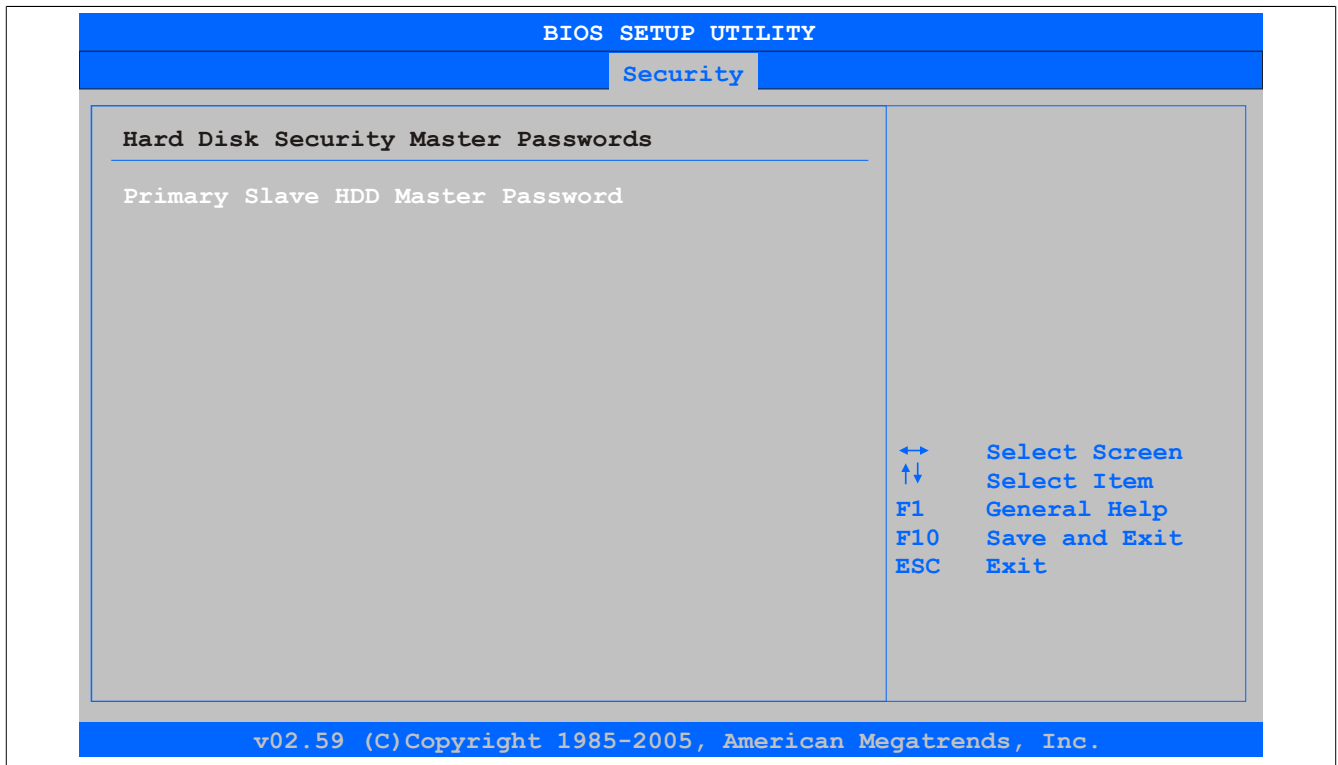 BIOS SETUP UTILITY
Security
Hard Disk Security Master Passwords
Primary Slave HDD Master Password
↔ Select Screen
↑↓ Select Item
F1 General Help
F10 Save and Exit
ESC Exit
v02.59 (C)Copyright 1985-2005, American Megatrends, Inc.